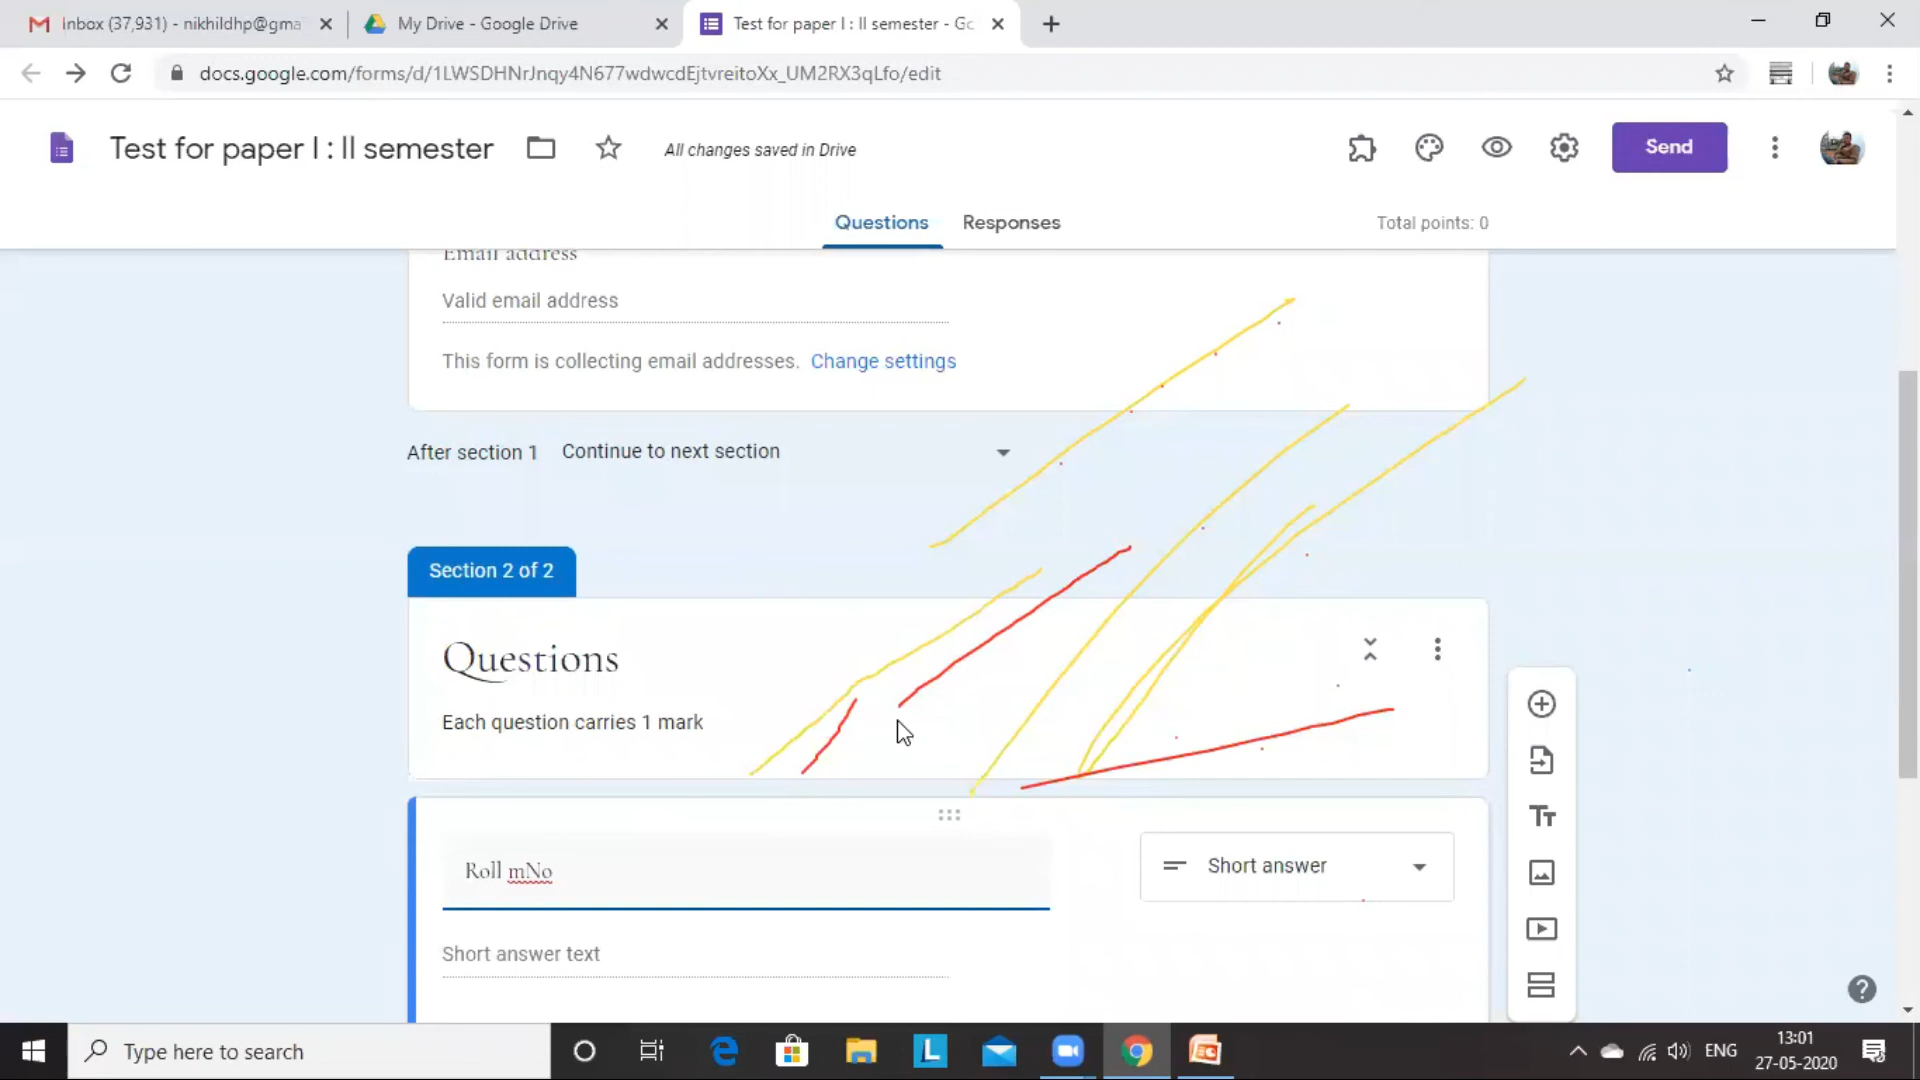 Inbox (37,931) - nikhildhp@gma
My Drive - Google Drive
Test for paper I : II semester - Gc
docs.google.com/forms/d/1LWSDHNrJnqy4N677wdwcdEjtvreitoXx_UM2RX3qLfo/edit
Test for paper I : II semester
All changes saved in Drive
Send
Questions
Responses
Total points: 0
Email address
Valid email address
This form is collecting email addresses. Change settings
After section 1 Continue to next section
Section 2 of 2
Questions
Each question carries 1 mark
Roll mNo
Short answer
Short answer text
Type here to search
ENG
13:01
27-05-2020